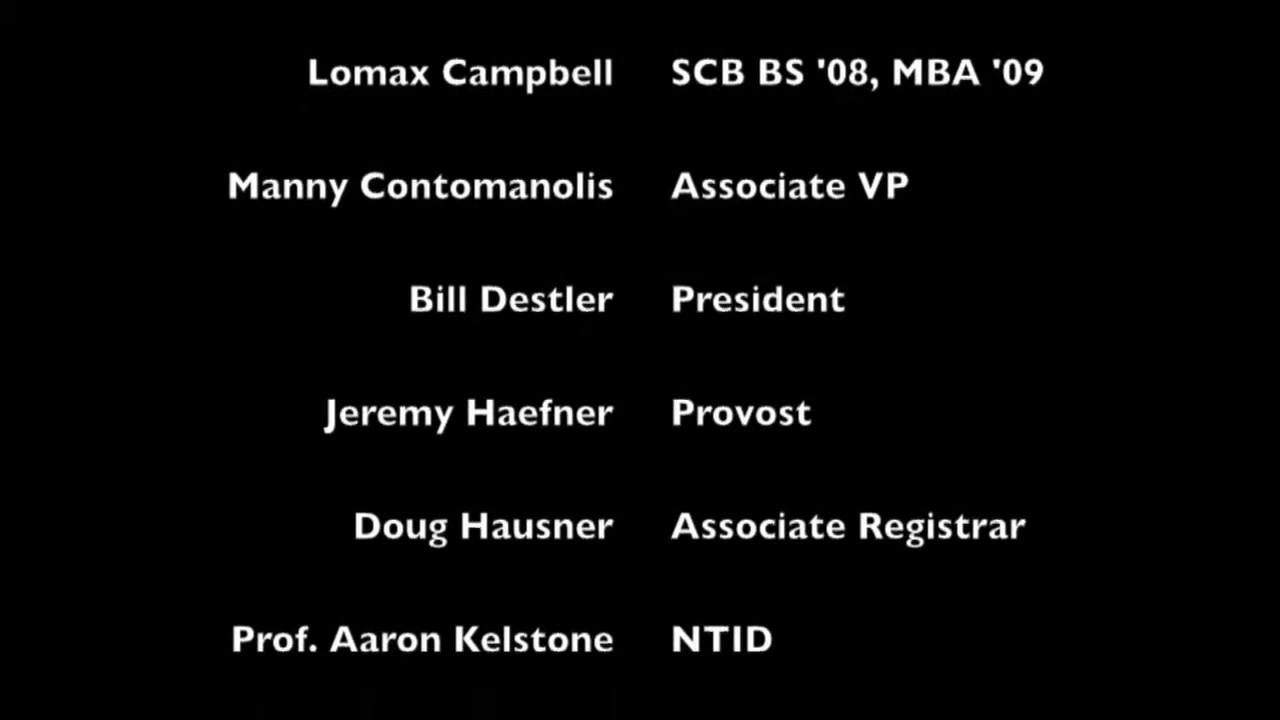 Lomax Campbell SCB BS '08, MBA '09
Manny Contomanolis Associate VP
Bill Destler President
Jeremy Haefner Provost
Doug Hausner Associate Registrar
Prof. Aaron Kelstone NTID